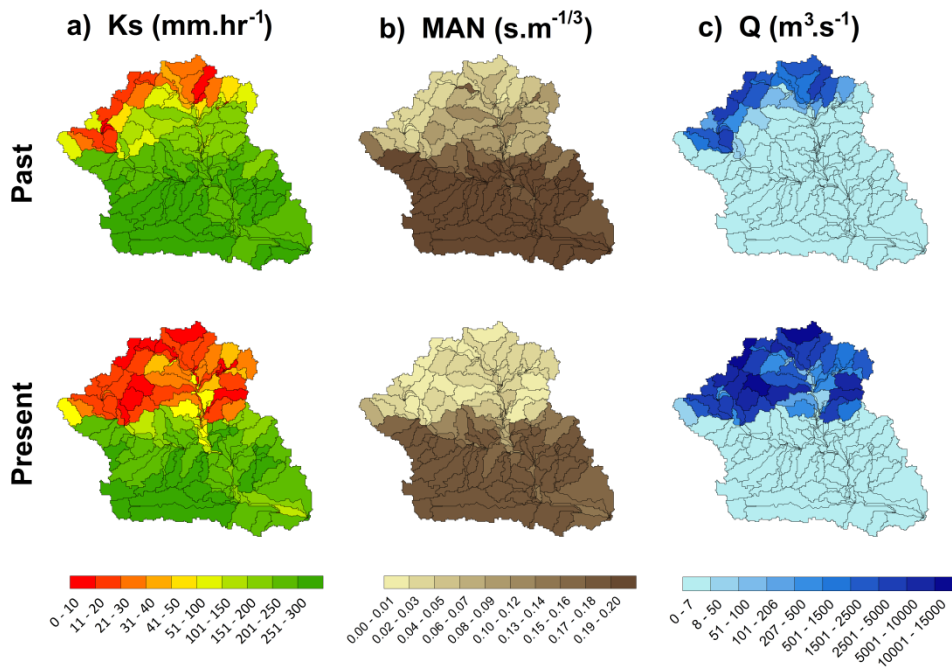 a) Ks (mm.hr-1)
b) MAN (s.m-1/3)
c) Q (m3.s-1)
Past
Present
0 - 10
11 - 20
21 - 30
31 - 40
41 - 50
51 - 100
101 - 150
151 - 200
201 - 250
251 - 300
0.00 - 0.01
0.02 - 0.03
0.04 - 0.05
0.06 - 0.07
0.08 - 0.09
0.10 - 0.12
0.13 - 0.14
0.15 - 0.16
0.17 - 0.18
0.19 - 0.20
0 - 7
8 - 50
51 - 100
101 - 206
207 - 500
501 - 1500
1501 - 2500
2501 - 5000
5001 - 10000
10001 - 15000